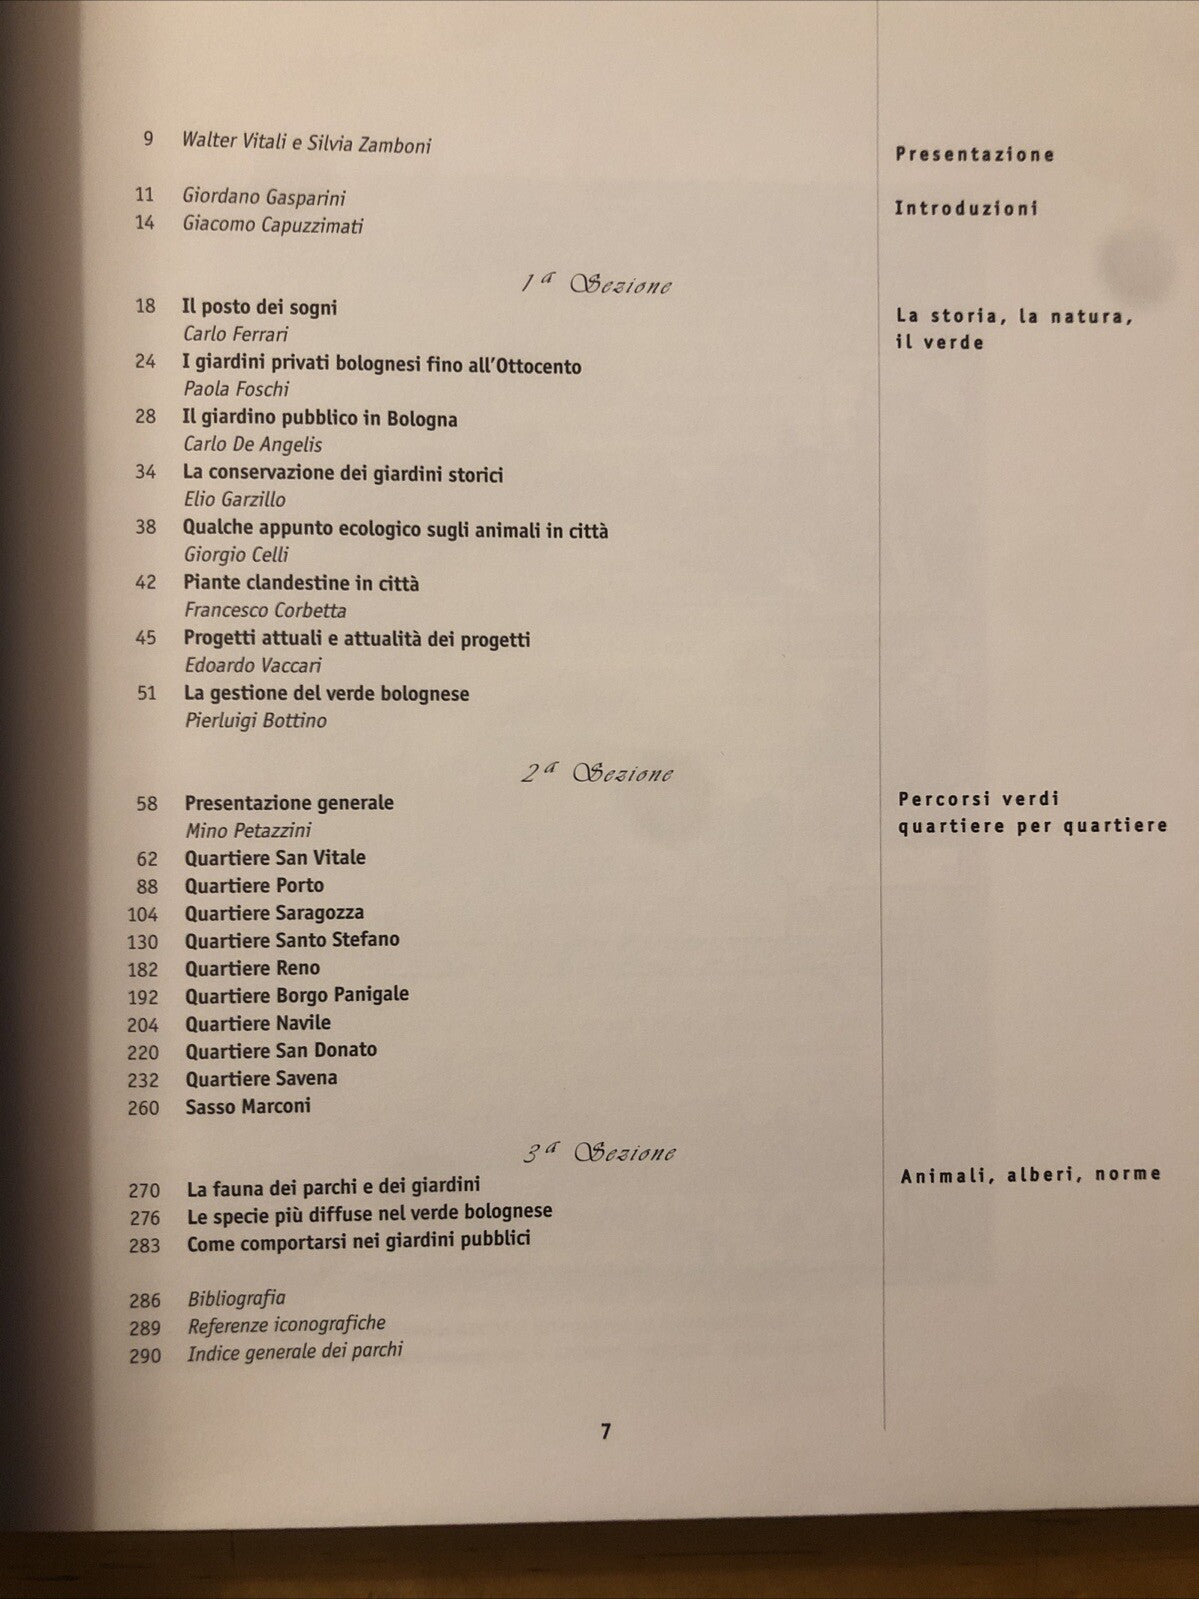 9 Walter Vitali e Silvia Zamboni
Presentazione
11 Giordano Gasparini
Introduzioni
14 Giacomo Capuzzimati
1ª Sezione
La storia, la natura,
il verde
18 Il posto dei sogni
Carlo Ferrari
24 I giardini privati bolognesi fino all'Ottocento
Paola Foschi
28 Il giardino pubblico in Bologna
Carlo De Angelis
34 La conservazione dei giardini storici
Elio Garzillo
38 Qualche appunto ecologico sugli animali in città
Giorgio Celli
42 Piante clandestine in città
Francesco Corbetta
45 Progetti attuali e attualità dei progetti
Edoardo Vaccari
51 La gestione del verde bolognese
Pierluigi Bottino
2ª Sezione
Percorsi verdi
quartiere per quartiere
58 Presentazione generale
Mino Petazzini
62 Quartiere San Vitale
88 Quartiere Porto
104 Quartiere Saragozza
130 Quartiere Santo Stefano
182 Quartiere Reno
192 Quartiere Borgo Panigale
204 Quartiere Navile
220 Quartiere San Donato
232 Quartiere Savena
260 Sasso Marconi
3ª Sezione
Animali, alberi, norme
270 La fauna dei parchi e dei giardini
276 Le specie più diffuse nel verde bolognese
283 Come comportarsi nei giardini pubblici
286 Bibliografia
289 Referenze iconografiche
290 Indice generale dei parchi
7